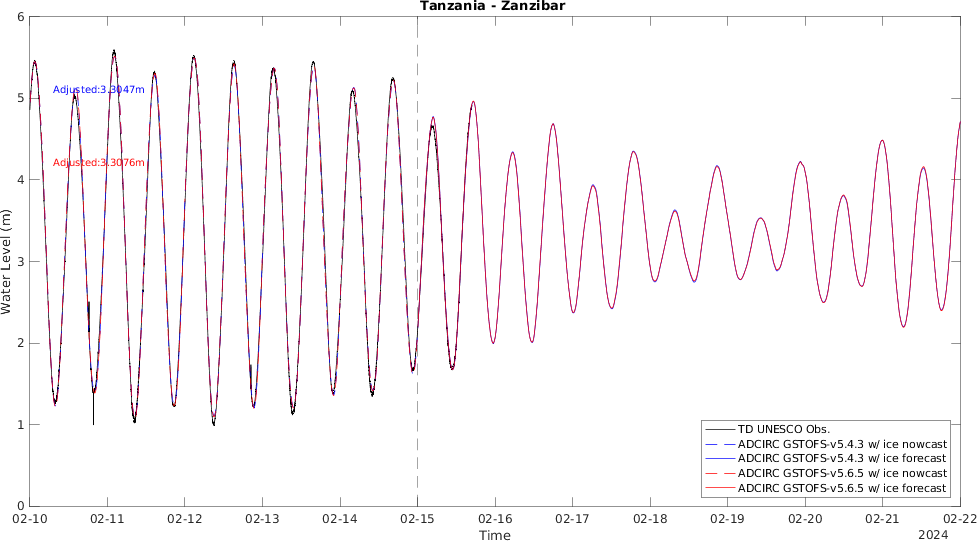 Tanzania - Zanzibar
6
5
4
3
2
1
0
Water Level (m)
Adjusted:3.3047m
Adjusted:3.3076m
TD UNESCO Obs.
ADCIRC GSTOFS-v5.4.3 w/ ice nowcast
ADCIRC GSTOFS-v5.4.3 w/ ice forecast
ADCIRC GSTOFS-v5.6.5 w/ ice nowcast
ADCIRC GSTOFS-v5.6.5 w/ ice forecast
02-10 02-11 02-12 02-13 02-14 02-15 02-16 02-17 02-18 02-19 02-20 02-21 02-22
Time
2024